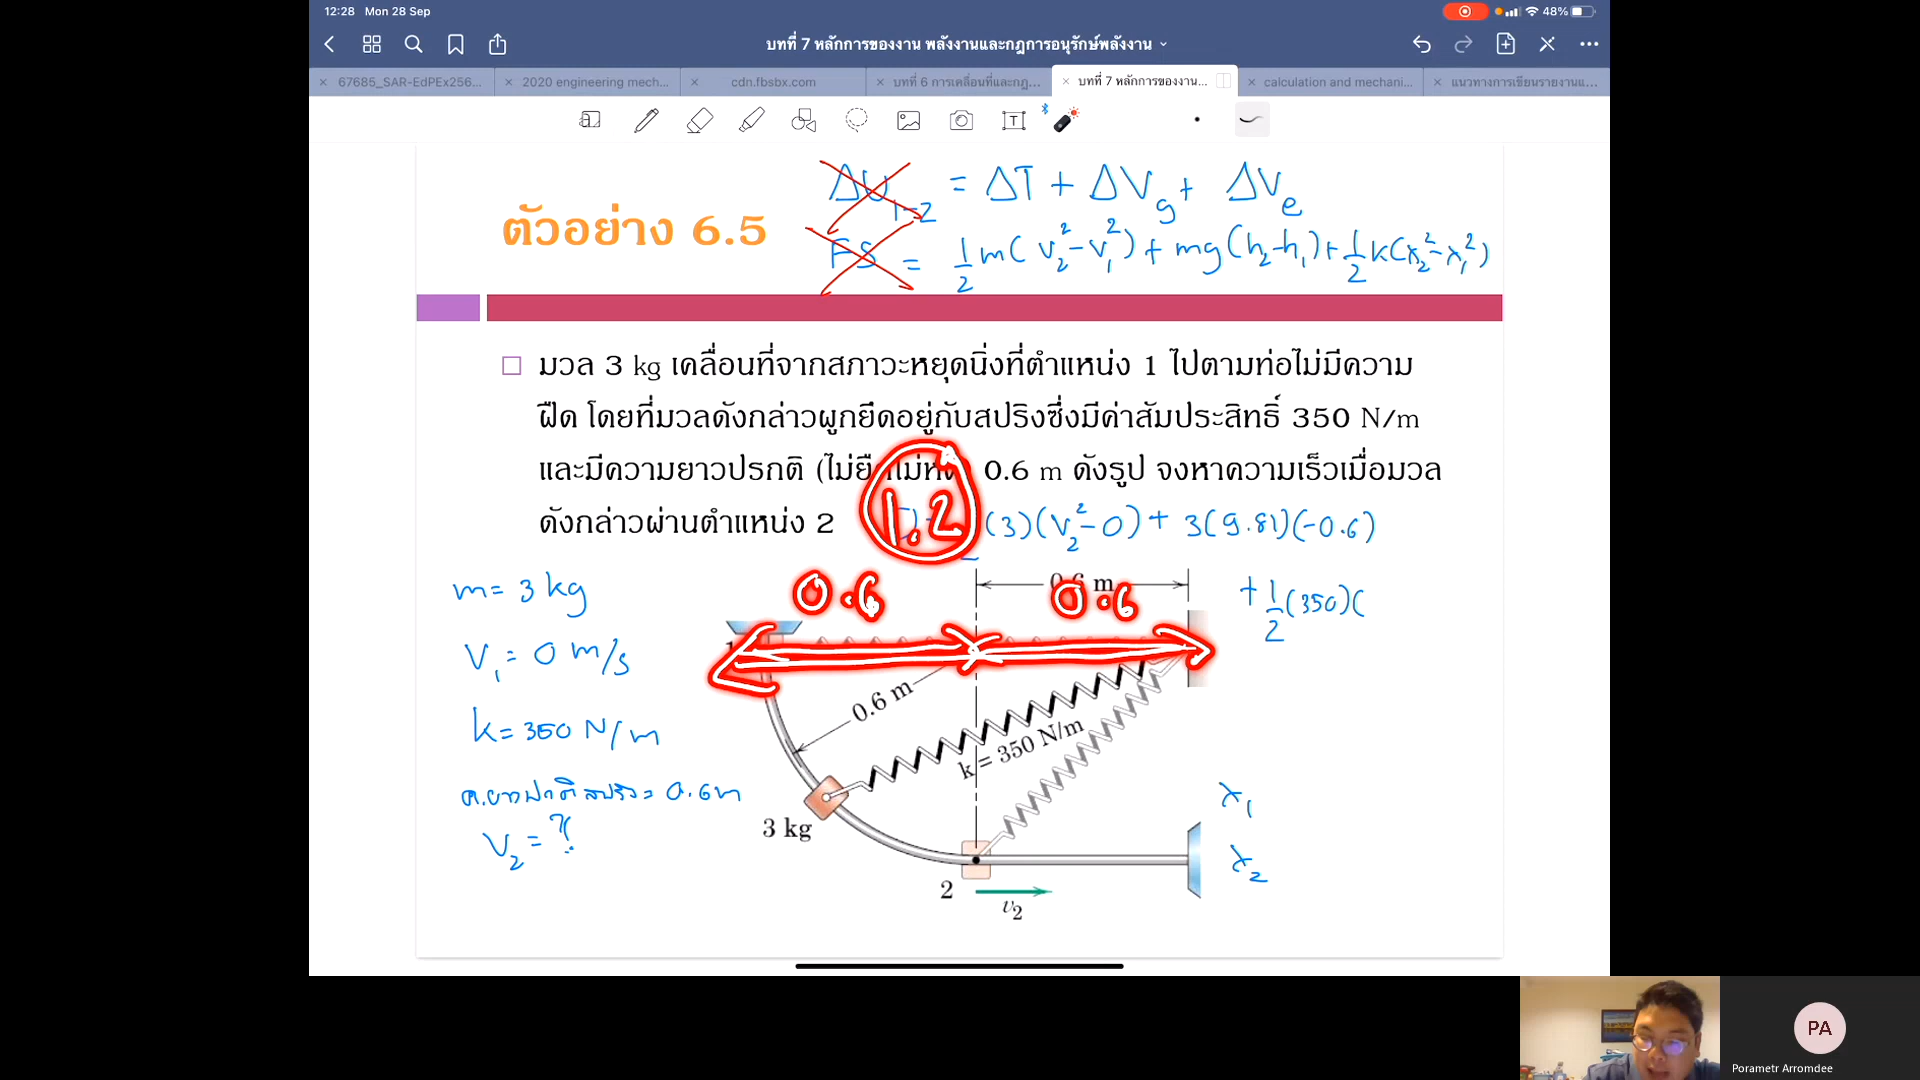 12:28 Mon 28 Sep
48%
บทที่ 7 หลักการของงาน พลังงานและกฎการอนุรักษ์พลังงาน
67685_SAR-EdPEx256...
2020 engineering mech...
cdn.fbsbx.com
บทที่ 6 การเคลื่อนที่และกฎ...
บทที่ 7 หลักการของงาน...
calculation and mechani...
แนวทางการเขียนรายงานแ...
ΔU1-2 = ΔT + ΔVg + ΔVe
ตัวอย่าง 6.5
FS = 1/2 m(v2²-v1²) + mg(h2-h1) + 1/2 k(x2²-x1²)
มวล 3 kg เคลื่อนที่จากสภาวะหยุดนิ่งที่ตำแหน่ง 1 ไปตามท่อไม่มีความ
ฝืด โดยที่มวลดังกล่าวผูกยึดอยู่กับสปริงซึ่งมีค่าสัมประสิทธิ์ 350 N/m
และมีความยาวปรกติ 0.6 m ดังรูป จงหาความเร็วเมื่อมวล
ดังกล่าวผ่านตำแหน่ง 2
1.2
(3)(v2²-0) + 3(9.81)(-0.6)
+ 1/2 (350)(
m = 3 kg
0.6
0.6 m
0.6
V1 = 0 m/s
0.6 m
k = 350 N/m
k = 350 N/m
= 0.6 m
3 kg
x1
V2 = ?
x2
2
v2
PA
Porametr Arromdee